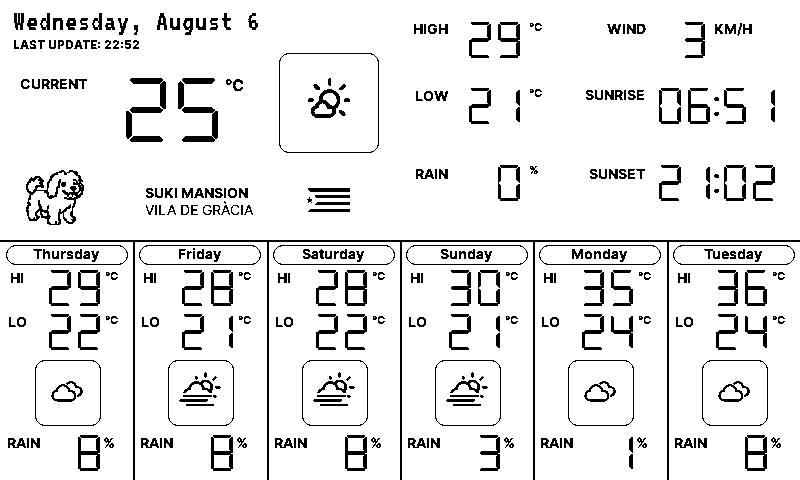 Wednesday, August 6
LAST UPDATE: 22:52
CURRENT 25 °C
SUKI MANSION
VILA DE GRÀCIA
HIGH 29 °C
LOW 21 °C
RAIN 0 %
WIND 3 KM/H
SUNRISE 06:51
SUNSET 21:02
Thursday
HI 29 °C
LO 22 °C
RAIN 8 %
Friday
HI 28 °C
LO 21 °C
RAIN 8 %
Saturday
HI 28 °C
LO 22 °C
RAIN 8 %
Sunday
HI 30 °C
LO 21 °C
RAIN 3 %
Monday
HI 35 °C
LO 24 °C
RAIN 1 %
Tuesday
HI 36 °C
LO 24 °C
RAIN 8 %